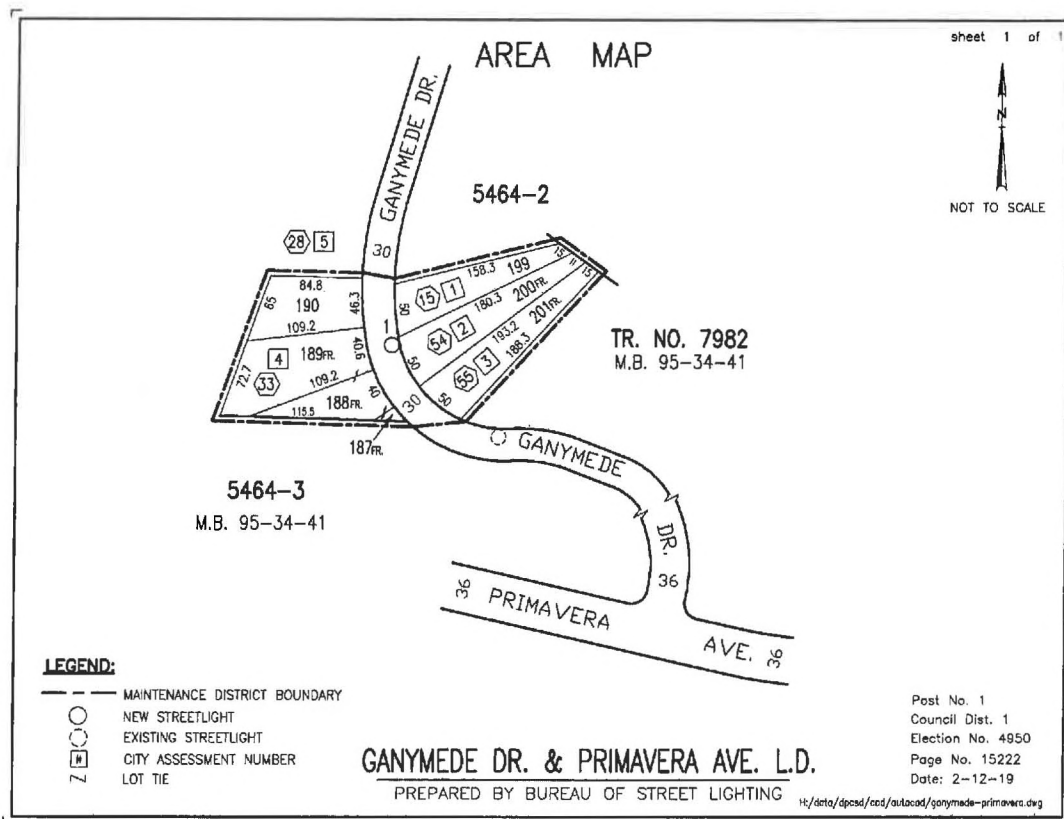 sheet 1 of 1
AREA MAP
N
NOT TO SCALE
GANYMEDE DR.
30
5464-2
28 5
84.8
65
190
46.3
109.2
4
189FR.
40.6
33
72.7
109.2
40
188FR.
115.5
187FR.
30
1
158.3
199
15
11
15
15 1
50
180.3
200FR.
54 2
50
193.2
201FR.
55 3
188.3
50
TR. NO. 7982
M.B. 95-34-41
5464-3
M.B. 95-34-41
GANYMEDE
DR.
36
36
PRIMAVERA
AVE.
36
LEGEND:
MAINTENANCE DISTRICT BOUNDARY
NEW STREETLIGHT
EXISTING STREETLIGHT
# CITY ASSESSMENT NUMBER
LOT TIE
GANYMEDE DR. & PRIMAVERA AVE. L.D.
PREPARED BY BUREAU OF STREET LIGHTING
Post No. 1
Council Dist. 1
Election No. 4950
Page No. 15222
Date: 2-12-19
H:/data/dpcsd/cad/autocad/ganymede-primavera.dwg